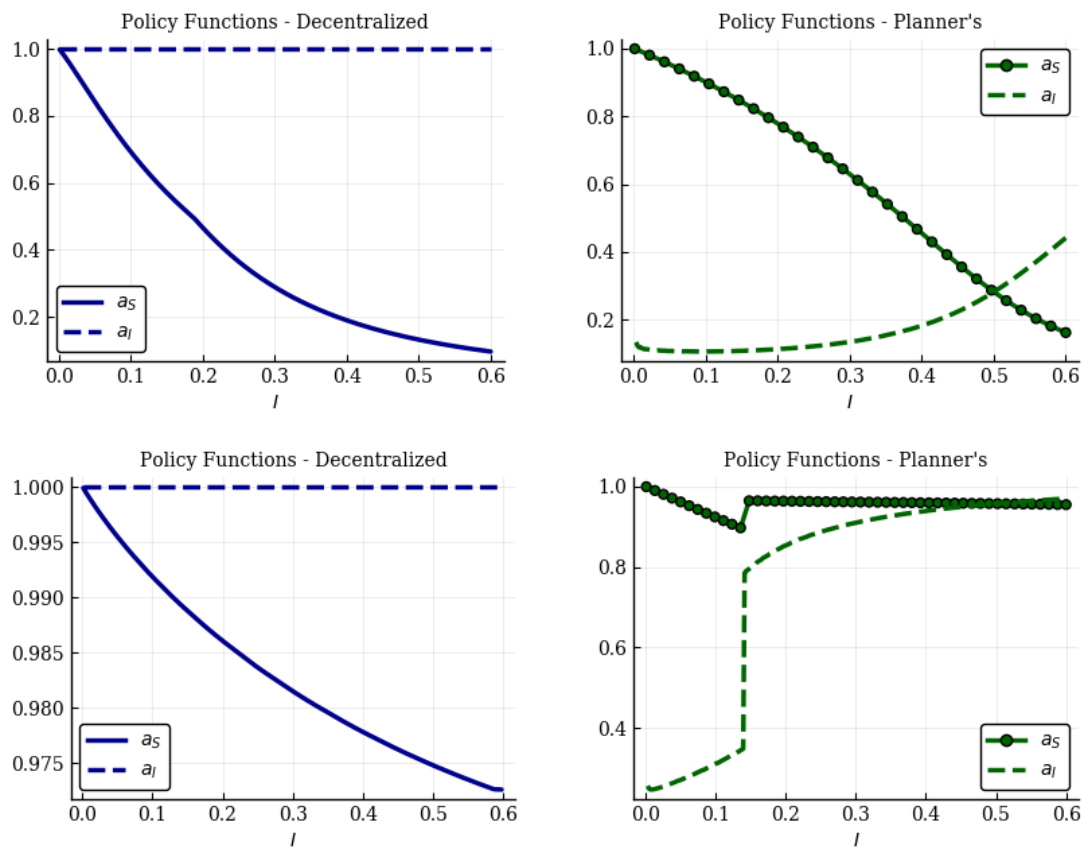 Policy Functions - Decentralized
1.0
0.8
0.6
0.4
0.2
0.0 0.1 0.2 0.3 0.4 0.5 0.6
I
a_S
a_I
Policy Functions - Planner's
1.0
0.8
0.6
0.4
0.2
0.0 0.1 0.2 0.3 0.4 0.5 0.6
I
a_S
a_I
Policy Functions - Decentralized
1.000
0.995
0.990
0.985
0.980
0.975
0.0 0.1 0.2 0.3 0.4 0.5 0.6
I
a_S
a_I
Policy Functions - Planner's
1.0
0.8
0.6
0.4
0.0 0.1 0.2 0.3 0.4 0.5 0.6
I
a_S
a_I